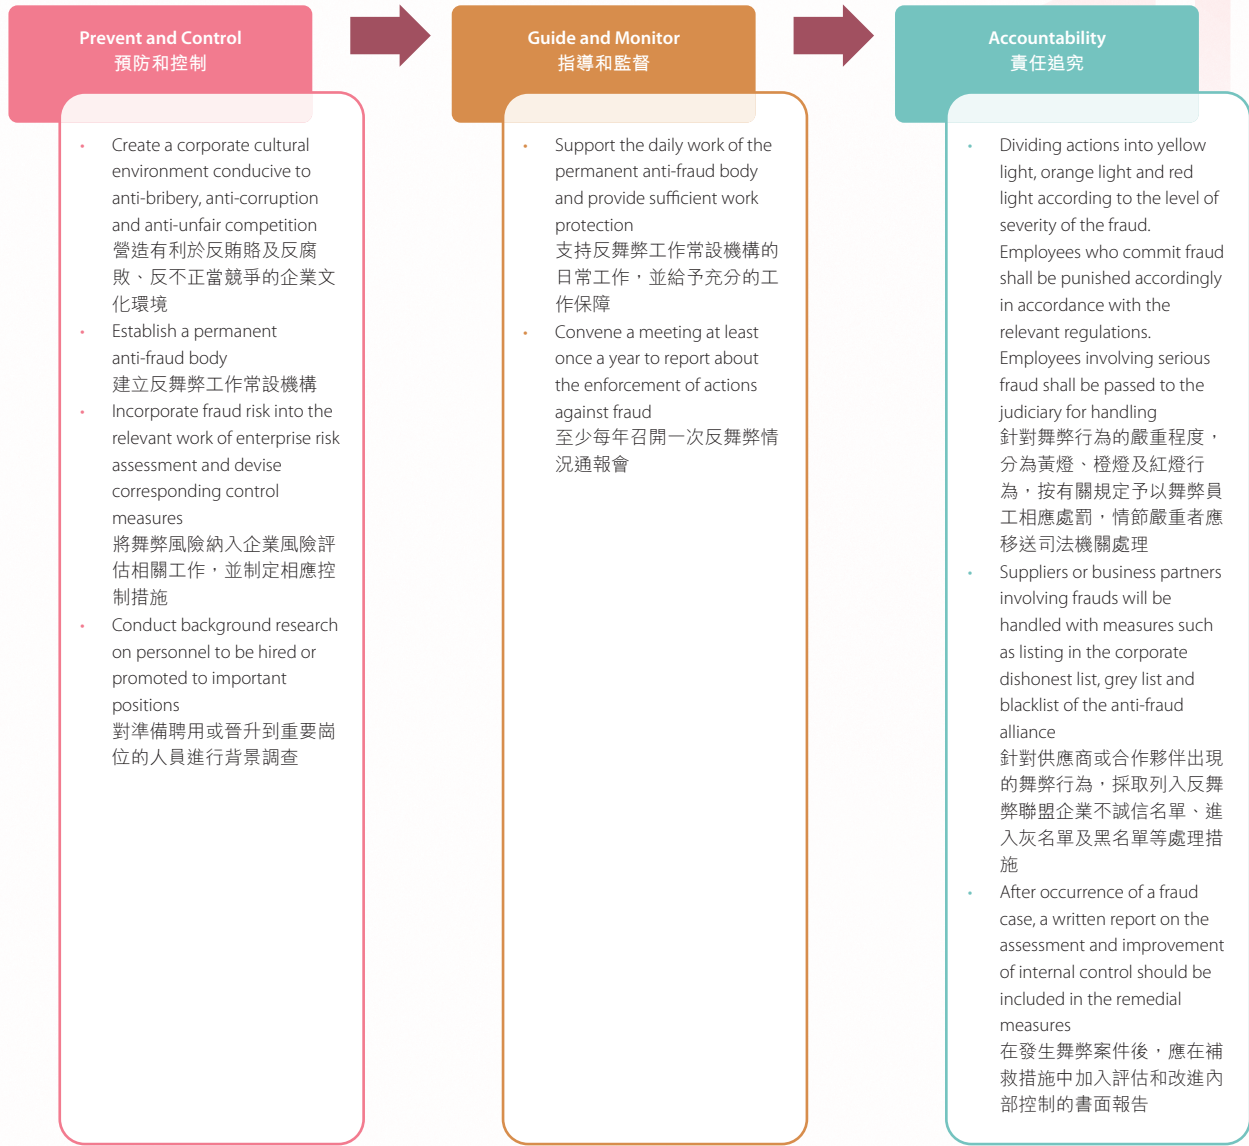 Prevent and Control
預防和控制
• Create a corporate cultural
environment conducive to
anti-bribery, anti-corruption
and anti-unfair competition
營造有利於反賄賂及反腐
敗、反不正當競爭的企業文
化環境
• Establish a permanent
anti-fraud body
建立反舞弊工作常設機構
• Incorporate fraud risk into the
relevant work of enterprise risk
assessment and devise
corresponding control
measures
將舞弊風險納入企業風險評
估相關工作，並制定相應控
制措施
• Conduct background research
on personnel to be hired or
promoted to important
positions
對準備聘用或晉升到重要崗
位的人員進行背景調查
Guide and Monitor
指導和監督
• Support the daily work of the
permanent anti-fraud body
and provide sufficient work
protection
支持反舞弊工作常設機構的
日常工作，並給予充分的工
作保障
• Convene a meeting at least
once a year to report about
the enforcement of actions
against fraud
至少每年召開一次反舞弊情
況通報會
Accountability
責任追究
• Dividing actions into yellow
light, orange light and red
light according to the level of
severity of the fraud.
Employees who commit fraud
shall be punished accordingly
in accordance with the
relevant regulations.
Employees involving serious
fraud shall be passed to the
judiciary for handling
針對舞弊行為的嚴重程度，
分為黃燈、橙燈及紅燈行
為，按有關規定予以舞弊員
工相應處罰，情節嚴重者應
移送司法機關處理
• Suppliers or business partners
involving frauds will be
handled with measures such
as listing in the corporate
dishonest list, grey list and
blacklist of the anti-fraud
alliance
針對供應商或合作夥伴出現
的舞弊行為，採取列入反舞
弊聯盟企業不誠信名單、進
入灰名單及黑名單等處理措
施
• After occurrence of a fraud
case, a written report on the
assessment and improvement
of internal control should be
included in the remedial
measures
在發生舞弊案件後，應在補
救措施中加入評估和改進內
部控制的書面報告